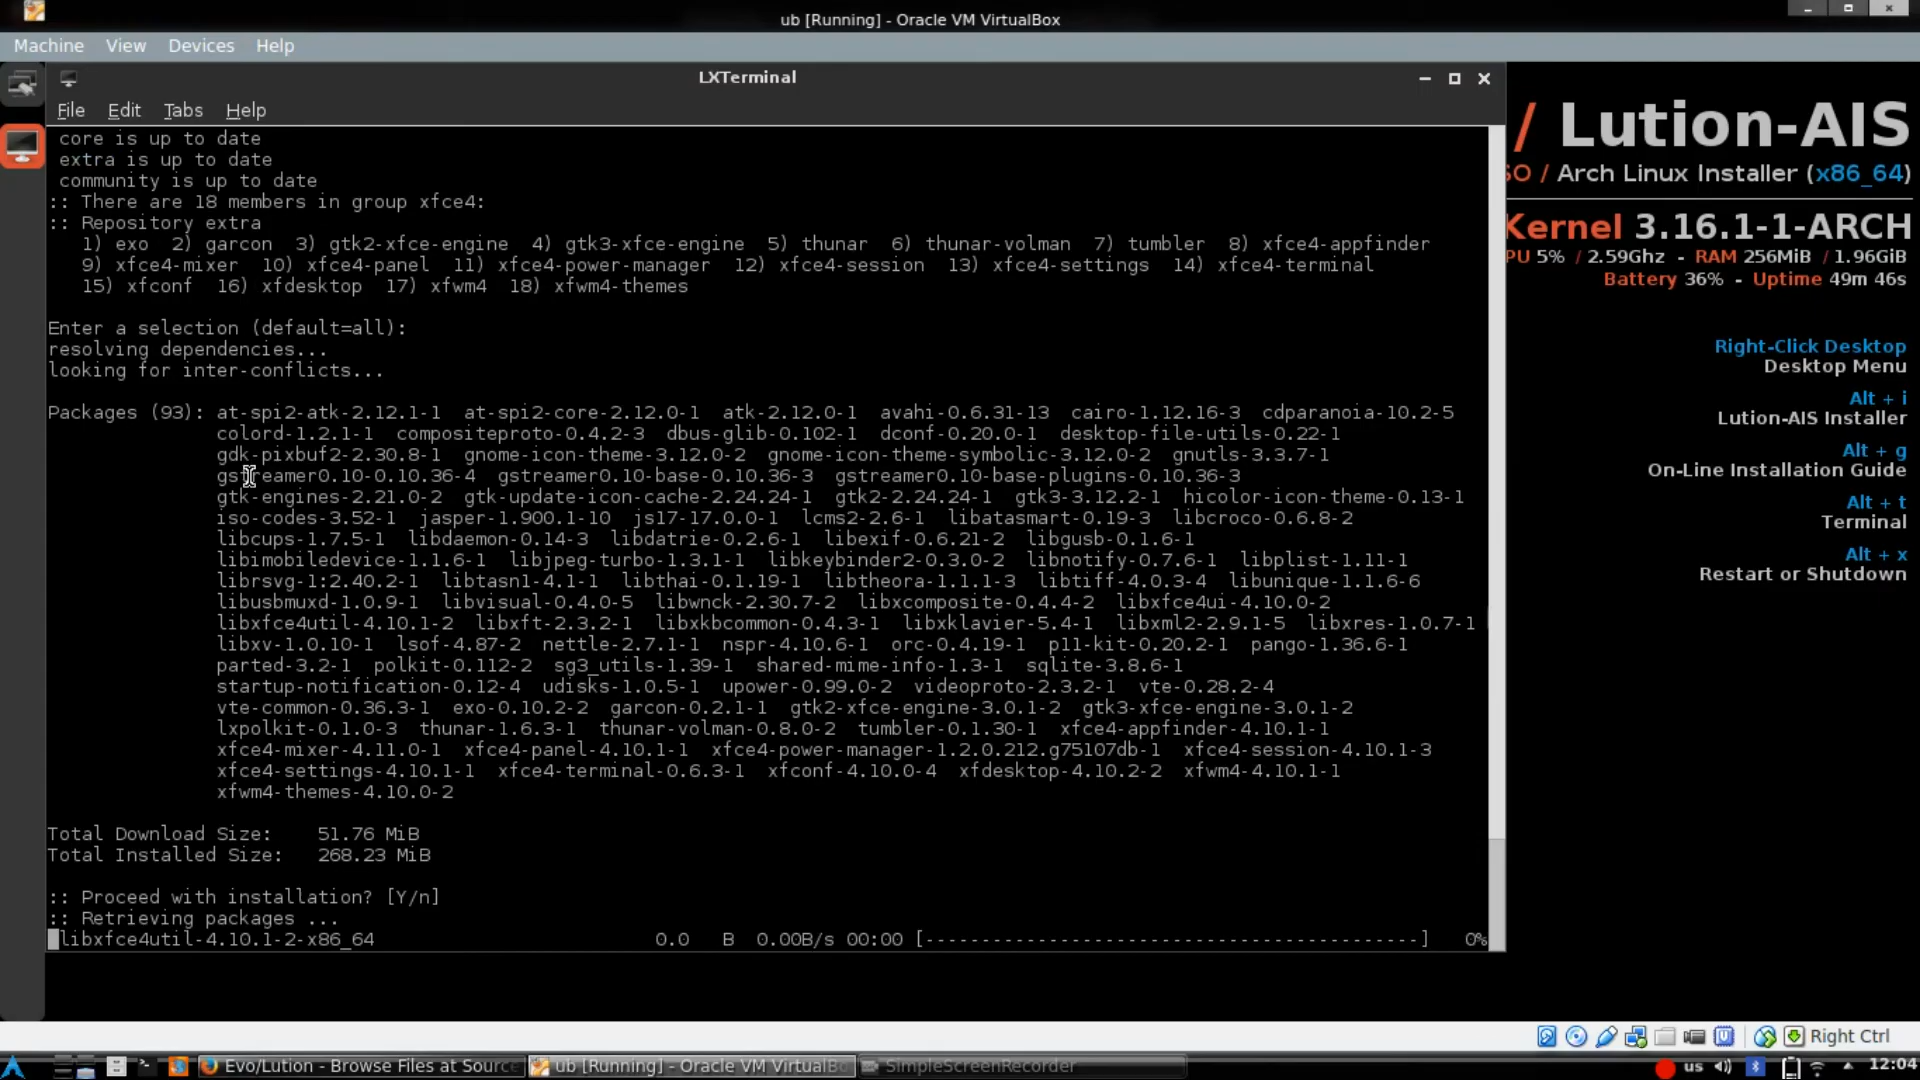 ub [Running] - Oracle VM VirtualBox
Machine View Devices Help
LXTerminal
File Edit Tabs Help
core is up to date
extra is up to date
community is up to date
:: There are 18 members in group xfce4:
:: Repository extra
1) exo 2) garcon 3) gtk2-xfce-engine 4) gtk3-xfce-engine 5) thunar 6) thunar-volman 7) tumbler 8) xfce4-appfinder
9) xfce4-mixer 10) xfce4-panel 11) xfce4-power-manager 12) xfce4-session 13) xfce4-settings 14) xfce4-terminal
15) xfconf 16) xfdesktop 17) xfwm4 18) xfwm4-themes
Enter a selection (default=all):
resolving dependencies...
looking for inter-conflicts...
Packages (93): at-spi2-atk-2.12.1-1 at-spi2-core-2.12.0-1 atk-2.12.0-1 avahi-0.6.31-13 cairo-1.12.16-3 cdparanoia-10.2-5
colord-1.2.1-1 compositeproto-0.4.2-3 dbus-glib-0.102-1 dconf-0.20.0-1 desktop-file-utils-0.22-1
gdk-pixbuf2-2.30.8-1 gnome-icon-theme-3.12.0-2 gnome-icon-theme-symbolic-3.12.0-2 gnutls-3.3.7-1
gstreamer0.10-0.10.36-4 gstreamer0.10-base-0.10.36-3 gstreamer0.10-base-plugins-0.10.36-3
gtk-engines-2.21.0-2 gtk-update-icon-cache-2.24.24-1 gtk2-2.24.24-1 gtk3-3.12.2-1 hicolor-icon-theme-0.13-1
iso-codes-3.52-1 jasper-1.900.1-10 js17-17.0.0-1 lcms2-2.6-1 libatasmart-0.19-3 libcroco-0.6.8-2
libcups-1.7.5-1 libdaemon-0.14-3 libdatrie-0.2.6-1 libexif-0.6.21-2 libgusb-0.1.6-1
libimobiledevice-1.1.6-1 libjpeg-turbo-1.3.1-1 libkeybinder2-0.3.0-2 libnotify-0.7.6-1 libplist-1.11-1
librsvg-1:2.40.2-1 libtasn1-4.1-1 libthai-0.1.19-1 libtheora-1.1.1-3 libtiff-4.0.3-4 libunique-1.1.6-6
libusbmuxd-1.0.9-1 libvisual-0.4.0-5 libwnck-2.30.7-2 libxcomposite-0.4.4-2 libxfce4ui-4.10.0-2
libxfce4util-4.10.1-2 libxft-2.3.2-1 libxkbcommon-0.4.3-1 libxklavier-5.4-1 libxml2-2.9.1-5 libxres-1.0.7-1
libxv-1.0.10-1 lsof-4.87-2 nettle-2.7.1-1 nspr-4.10.6-1 orc-0.4.19-1 p11-kit-0.20.2-1 pango-1.36.6-1
parted-3.2-1 polkit-0.112-2 sg3_utils-1.39-1 shared-mime-info-1.3-1 sqlite-3.8.6-1
startup-notification-0.12-4 udisks-1.0.5-1 upower-0.99.0-2 videoproto-2.3.2-1 vte-0.28.2-4
vte-common-0.36.3-1 exo-0.10.2-2 garcon-0.2.1-1 gtk2-xfce-engine-3.0.1-2 gtk3-xfce-engine-3.0.1-2
lxpolkit-0.1.0-3 thunar-1.6.3-1 thunar-volman-0.8.0-2 tumbler-0.1.30-1 xfce4-appfinder-4.10.1-1
xfce4-mixer-4.11.0-1 xfce4-panel-4.10.1-1 xfce4-power-manager-1.2.0.212.g75107db-1 xfce4-session-4.10.1-3
xfce4-settings-4.10.1-1 xfce4-terminal-0.6.3-1 xfconf-4.10.0-4 xfdesktop-4.10.2-2 xfwm4-4.10.1-1
xfwm4-themes-4.10.0-2
Total Download Size: 51.76 MiB
Total Installed Size: 268.23 MiB
:: Proceed with installation? [Y/n]
:: Retrieving packages ...
libxfce4util-4.10.1-2-x86_64 0.0 B 0.00B/s 00:00 [--------------------------------------------] 0%
/ Lution-AIS
SO / Arch Linux Installer (x86_64)
Kernel 3.16.1-1-ARCH
PU 5% / 2.59Ghz - RAM 256MiB / 1.96GiB
Battery 36% - Uptime 49m 46s
Right-Click Desktop
Desktop Menu
Alt + i
Lution-AIS Installer
Alt + g
On-Line Installation Guide
Alt + t
Terminal
Alt + x
Restart or Shutdown
Right Ctrl
Evo/Lution - Browse Files at Source
ub [Running] - Oracle VM VirtualBo
SimpleScreenRecorder
us
12:04